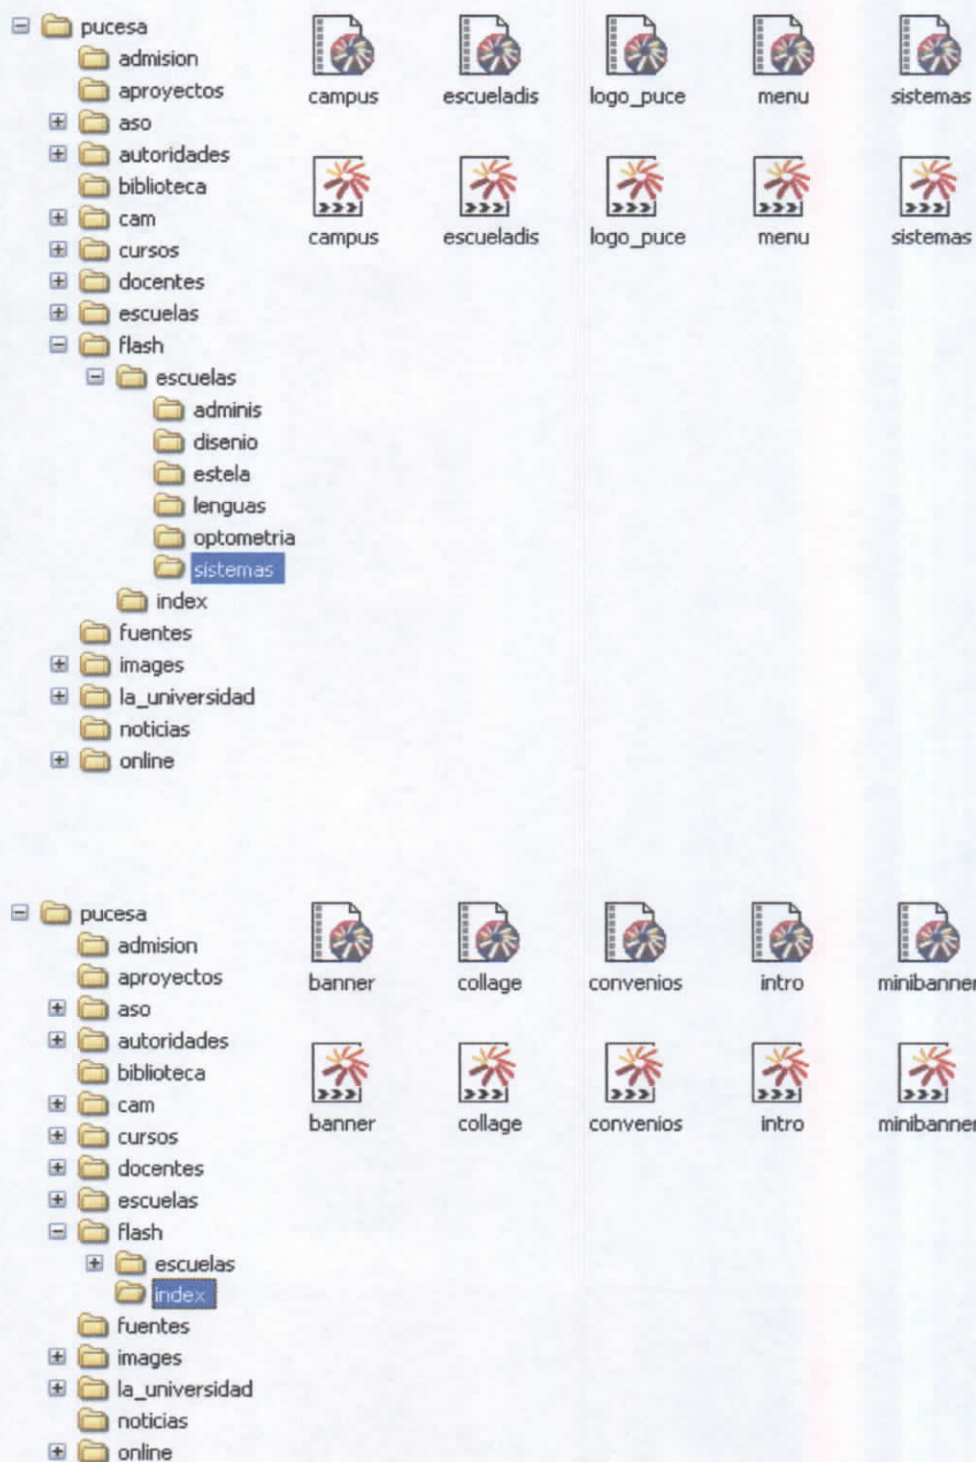 pucesa
admision
aproyectos
aso
autoridades
biblioteca
cam
cursos
docentes
escuelas
flash
escuelas
adminis
disenio
estela
lenguas
optometria
sistemas
index
fuentes
images
la_universidad
noticias
online
campus escueladis logo_puce menu sistemas
campus escueladis logo_puce menu sistemas
pucesa
admision
aproyectos
aso
autoridades
biblioteca
cam
cursos
docentes
escuelas
flash
escuelas
index
fuentes
images
la_universidad
noticias
online
banner collage convenios intro minibanner
banner collage convenios intro minibanner